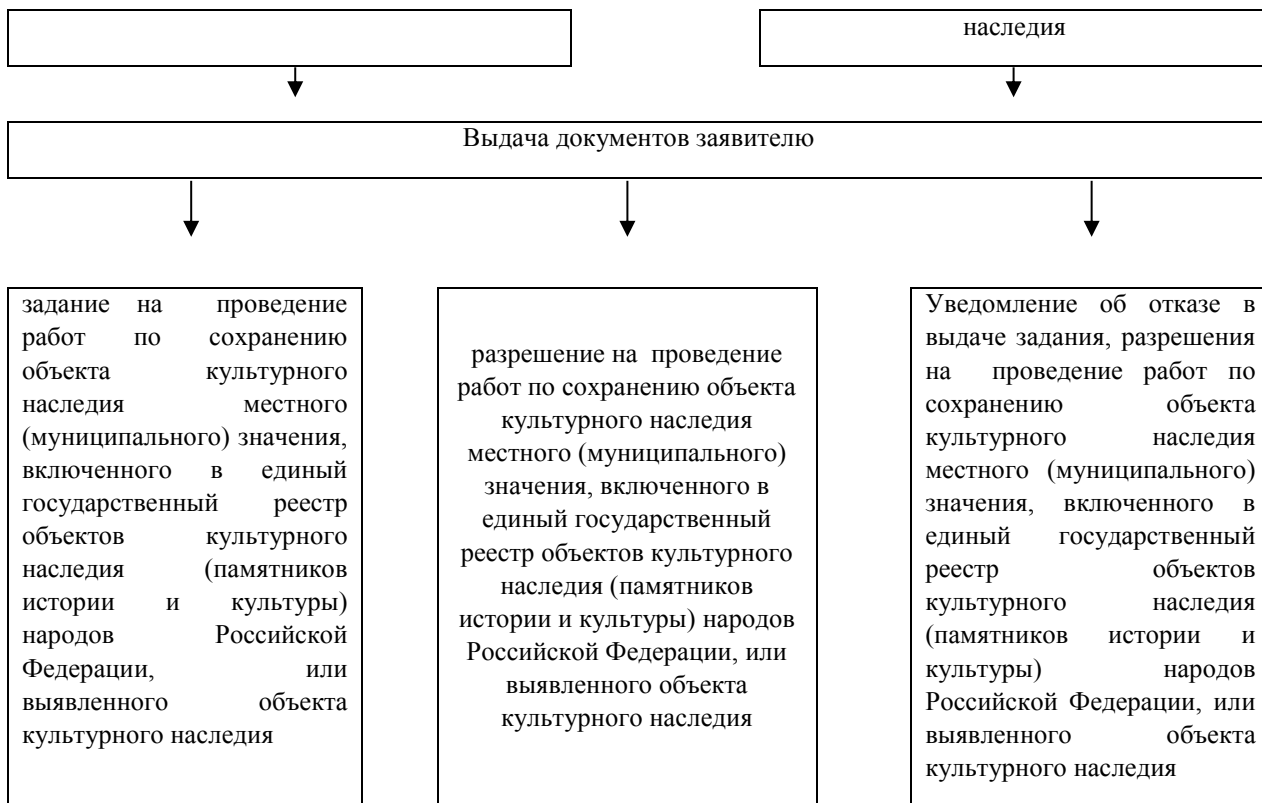 наследия
Выдача документов заявителю
задание на проведение
работ по сохранению
объекта культурного
наследия местного
(муниципального) значения,
включенного в единый
государственный реестр
объектов культурного
наследия (памятников
истории и культуры)
народов Российской
Федерации, или
выявленного объекта
культурного наследия
разрешение на проведение
работ по сохранению объекта
культурного наследия
местного (муниципального)
значения, включенного в
единый государственный
реестр объектов культурного
наследия (памятников
истории и культуры) народов
Российской Федерации, или
выявленного объекта
культурного наследия
Уведомление об отказе в
выдаче задания, разрешения
на проведение работ по
сохранению объекта
культурного наследия
местного (муниципального)
значения, включенного в
единый государственный
реестр объектов
культурного наследия
(памятников истории и
культуры) народов
Российской Федерации, или
выявленного объекта
культурного наследия